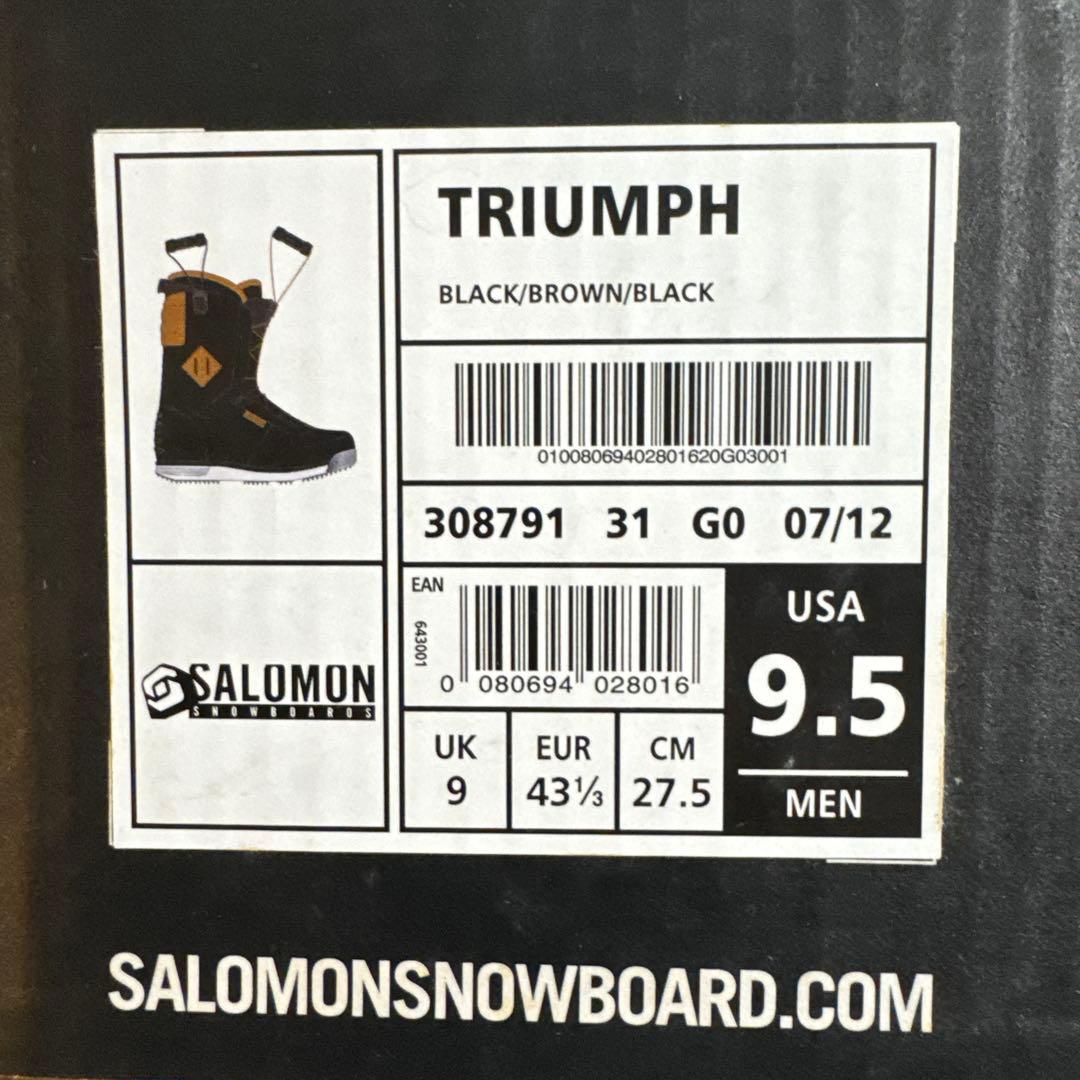 TRIUMPH
BLACK/BROWN/BLACK
01008069402801620G03001
308791 31 G0 07/12
EAN
643001
0 080694 028016
USA
9.5
MEN
UK
9
EUR
43⅓
CM
27.5
SALOMON
SNOWBOARDS
SALOMONSNOWBOARD.COM